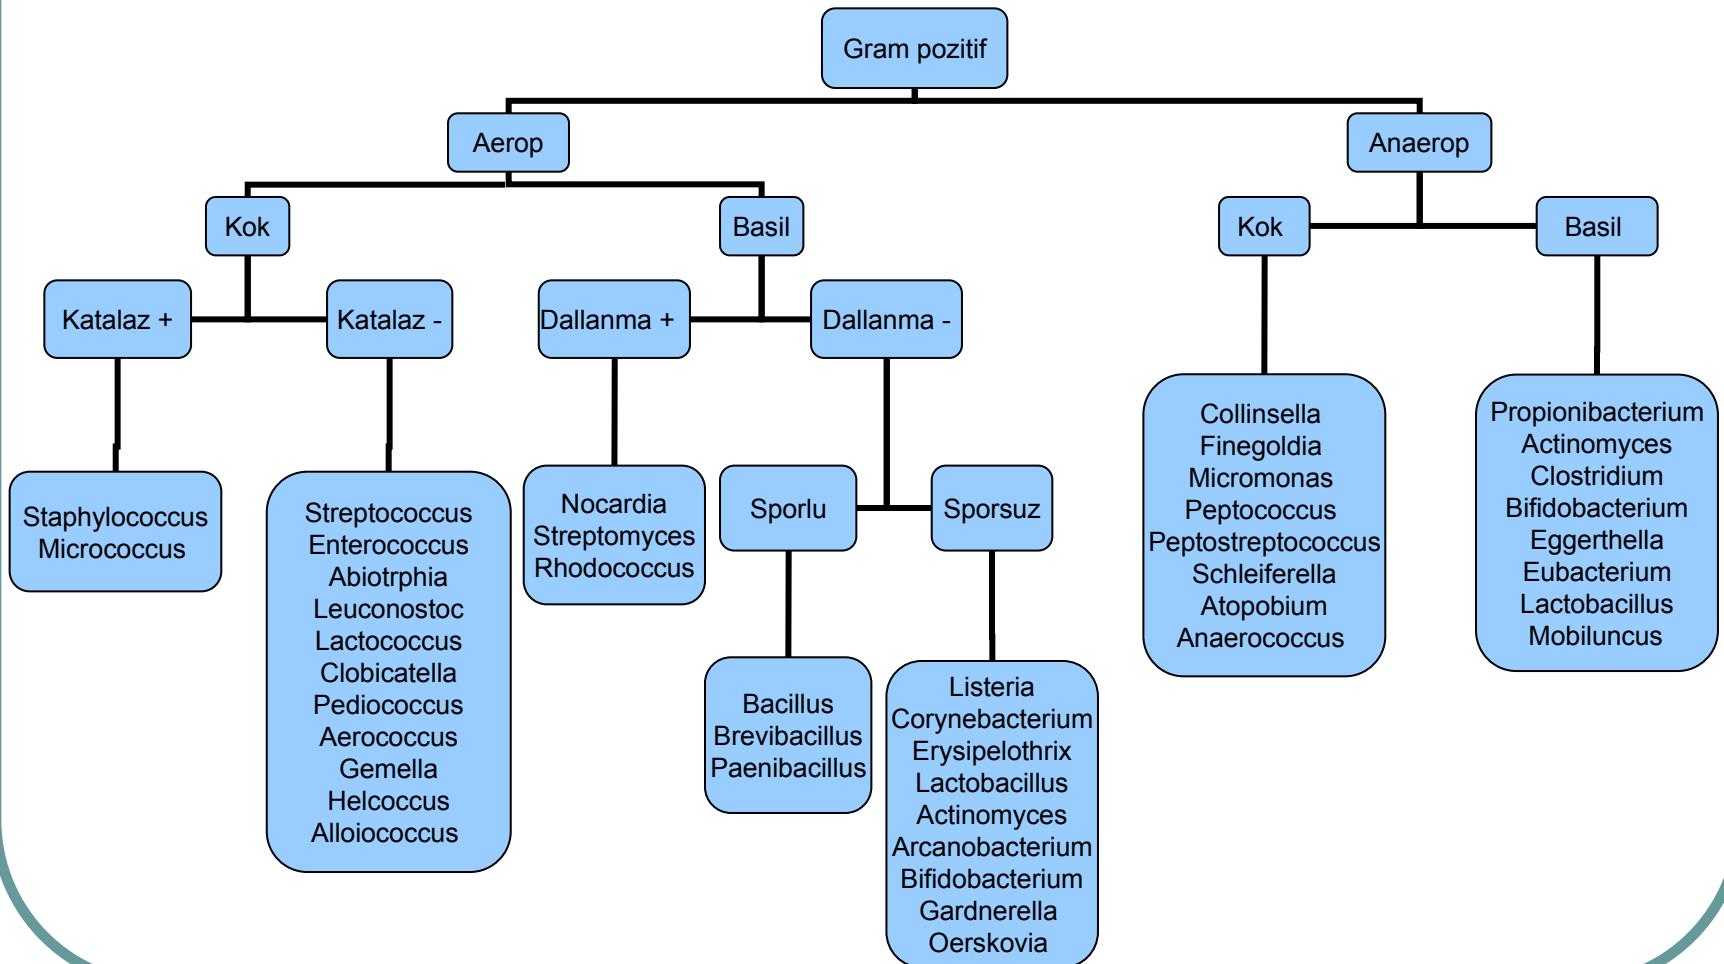 Gram pozitif
Aerop
Anaerop
Kok
Basil
Kok
Basil
Katalaz +
Katalaz -
Dallanma +
Dallanma -
Staphylococcus
Micrococcus
Streptococcus
Enterococcus
Abiotrphia
Leuconostoc
Lactococcus
Clobicatella
Pediococcus
Aerococcus
Gemella
Helcoccus
Alloiococcus
Nocardia
Streptomyces
Rhodococcus
Sporlu
Sporsuz
Bacillus
Brevibacillus
Paenibacillus
Listeria
Corynebacterium
Erysipelothrix
Lactobacillus
Actinomyces
Arcanobacterium
Bifidobacterium
Gardnerella
Oerskovia
Collinsella
Finegoldia
Micromonas
Peptococcus
Peptostreptococcus
Schleiferella
Atopobium
Anaerococcus
Propionibacterium
Actinomyces
Clostridium
Bifidobacterium
Eggerthella
Eubacterium
Lactobacillus
Mobiluncus